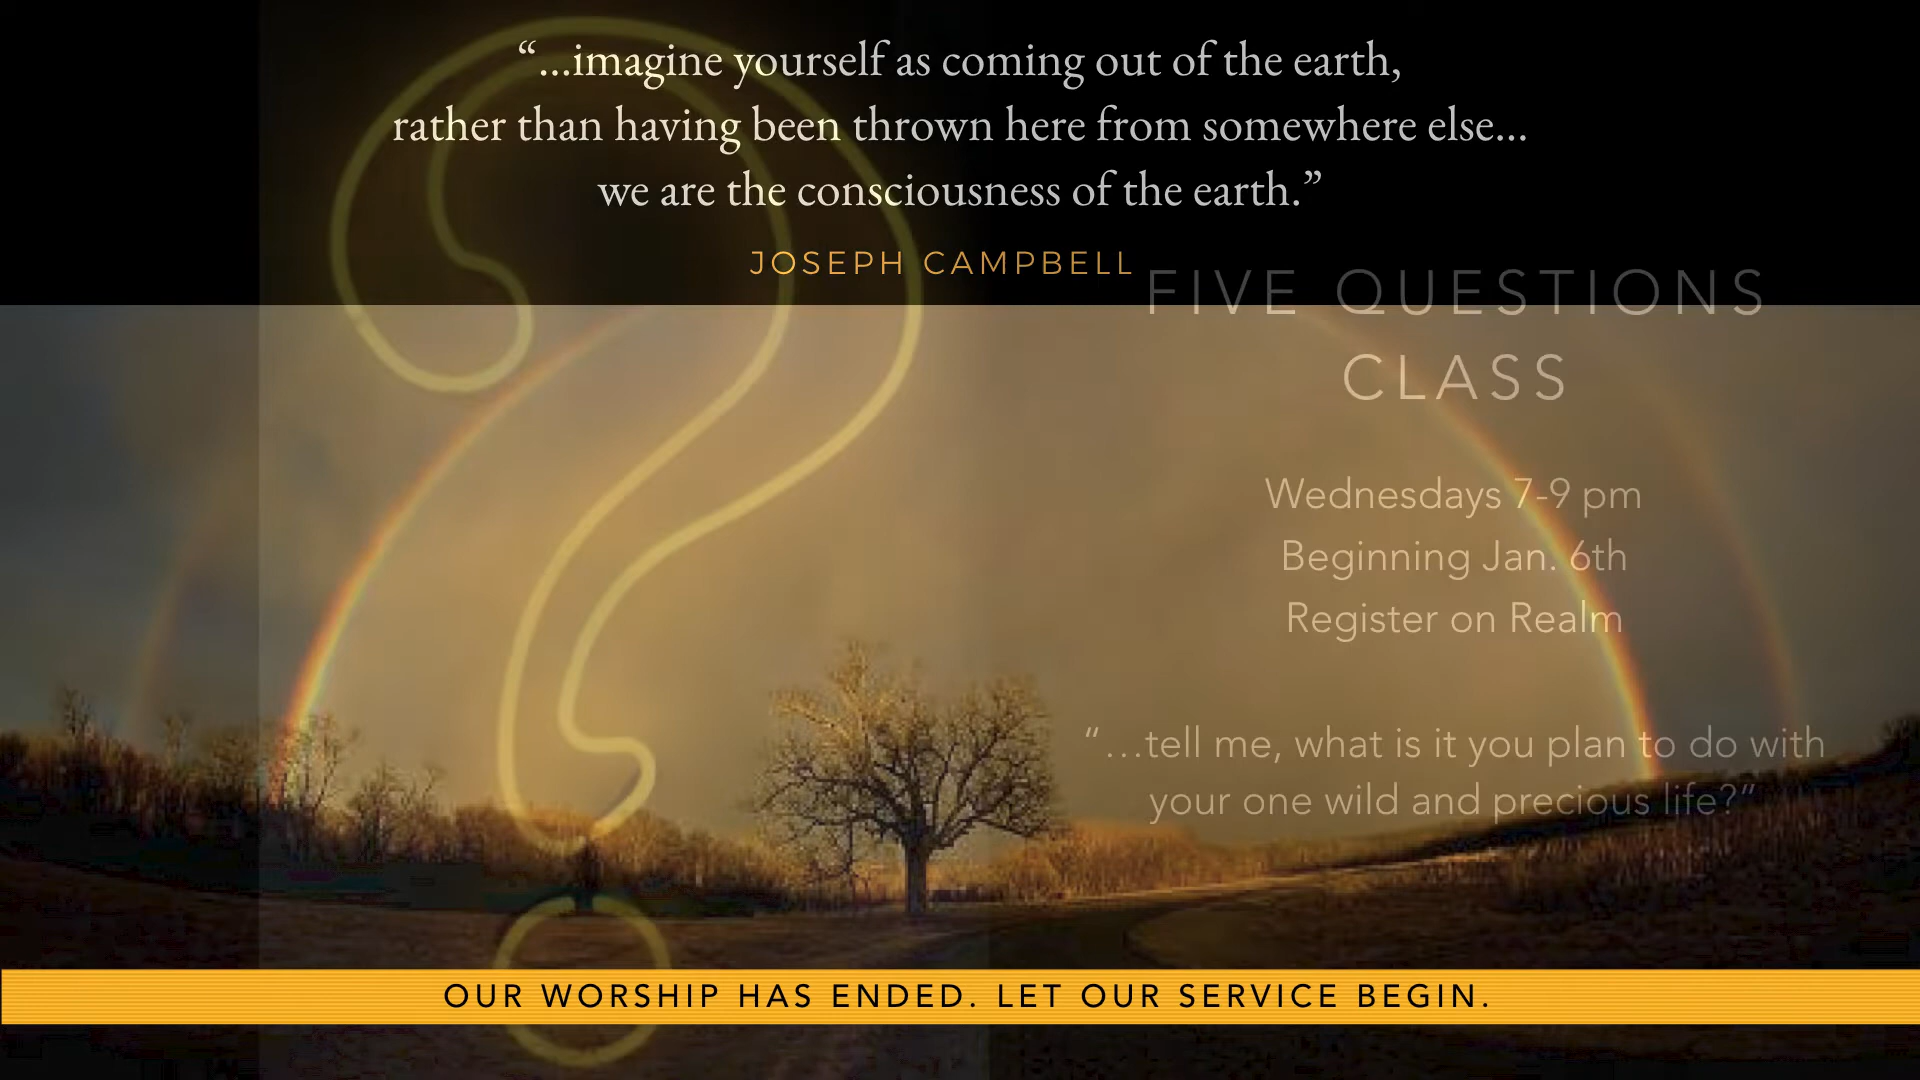 “...imagine yourself as coming out of the earth,
rather than having been thrown here from somewhere else...
we are the consciousness of the earth.”
JOSEPH CAMPBELL
FIVE QUESTIONS
CLASS
Wednesdays 7-9 pm
Beginning Jan. 6th
Register on Realm
“...tell me, what is it you plan to do with
your one wild and precious life?”
OUR WORSHIP HAS ENDED. LET OUR SERVICE BEGIN.